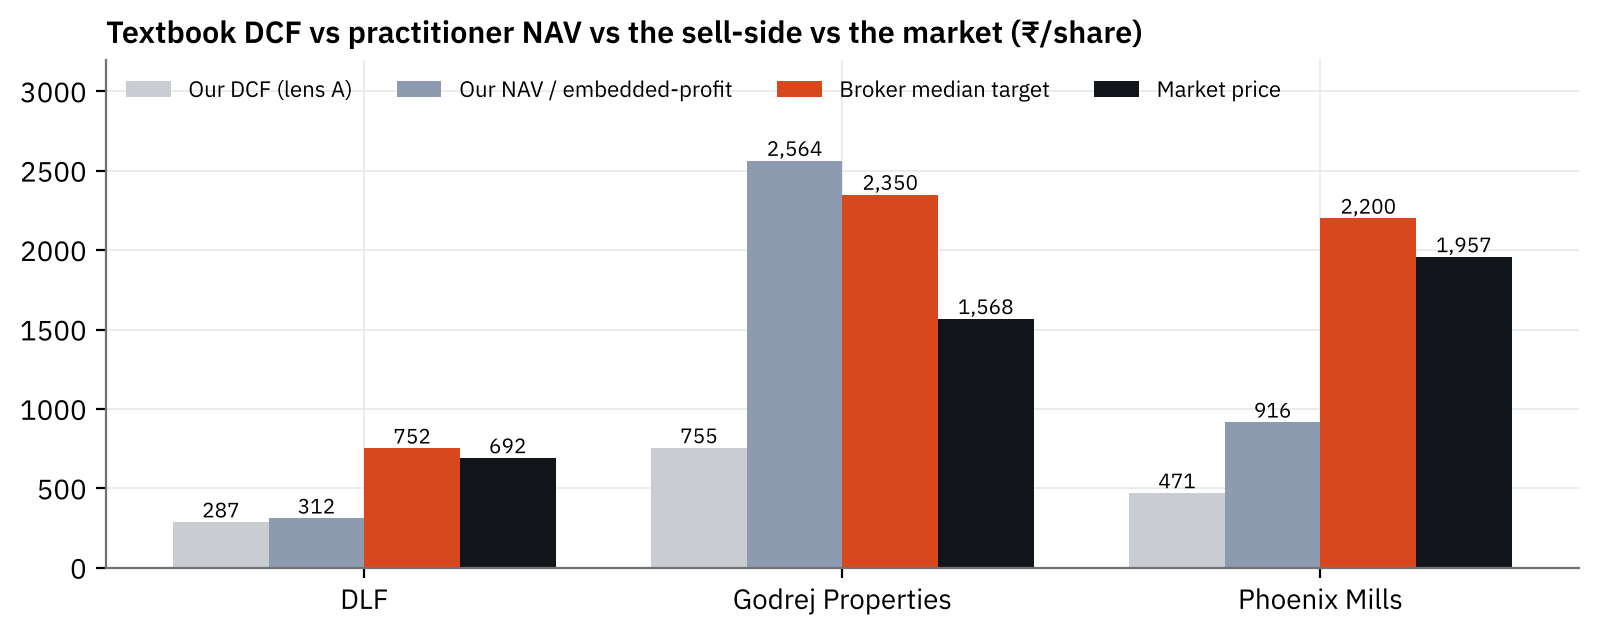 Textbook DCF vs practitioner NAV vs the sell-side vs the market (₹/share)
Our DCF (lens A) Our NAV / embedded-profit Broker median target Market price
3000
2500
2000
1500
1000
500
0
287 312 752 692
755 2,564 2,350 1,568
471 916 2,200 1,957
DLF Godrej Properties Phoenix Mills